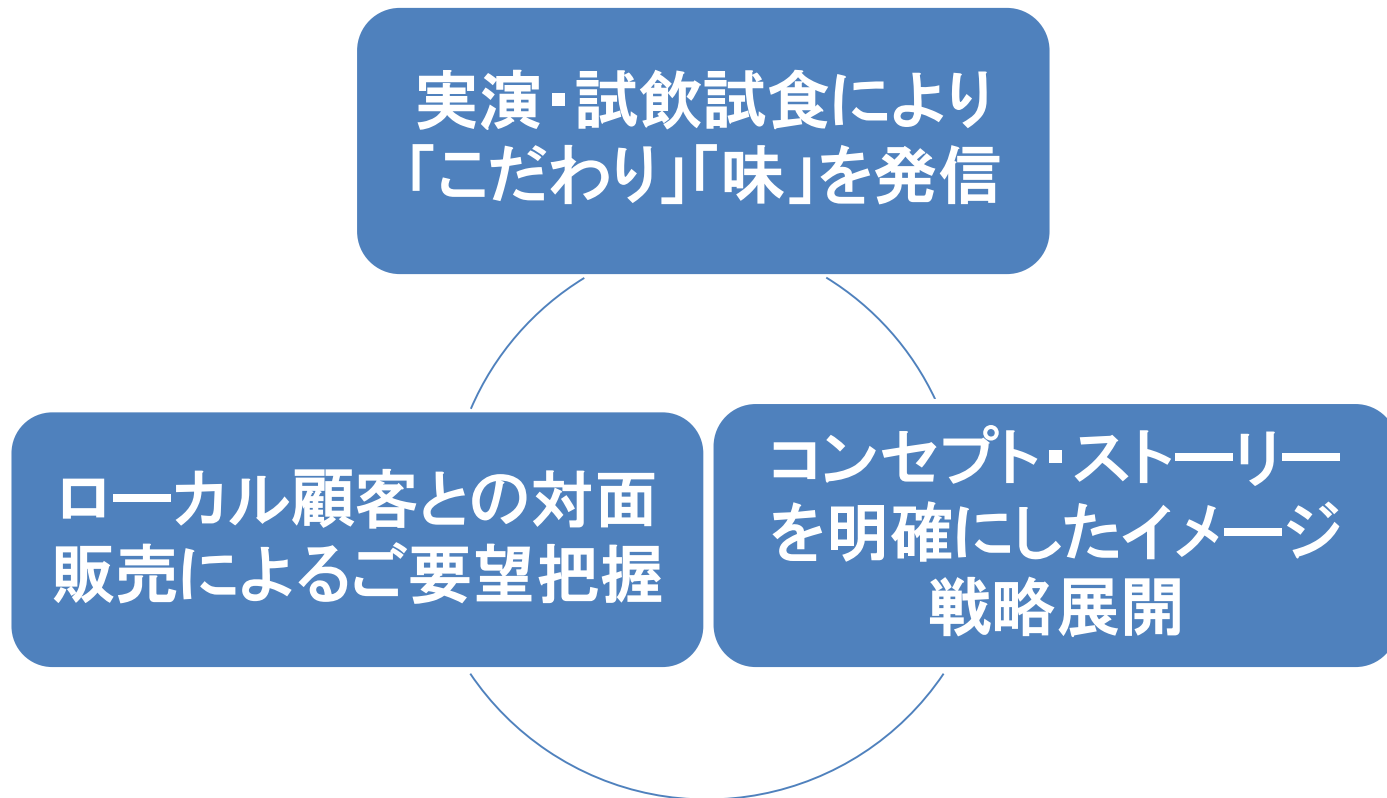 実演・試飲試食により
「こだわり」「味」を発信
ローカル顧客との対面
販売によるご要望把握
コンセプト・ストーリー
を明確にしたイメージ
戦略展開